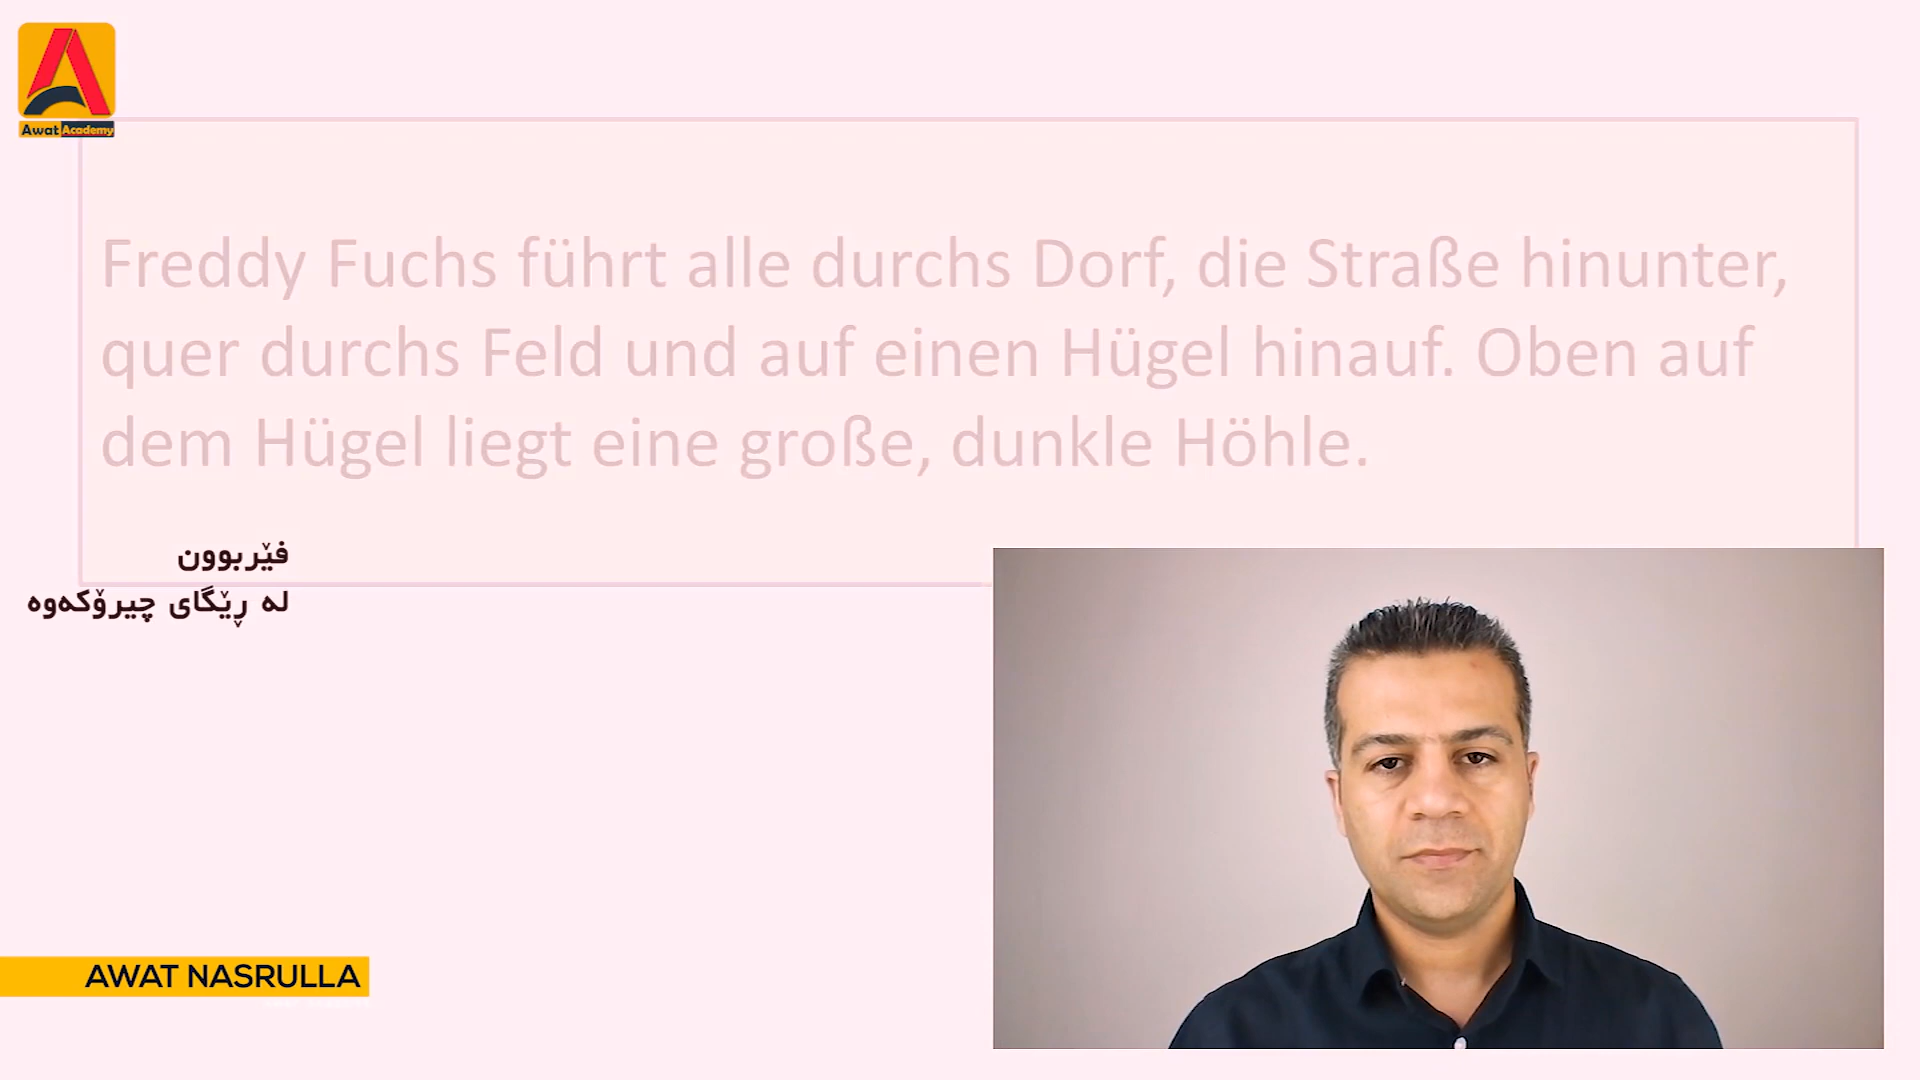 Awat Academy
Freddy Fuchs führt alle durchs Dorf, die Straße hinunter,
quer durchs Feld und auf einen Hügel hinauf. Oben auf
dem Hügel liegt eine große, dunkle Höhle.
فێربوون
لە ڕێگای چیرۆکەوە
AWAT NASRULLA